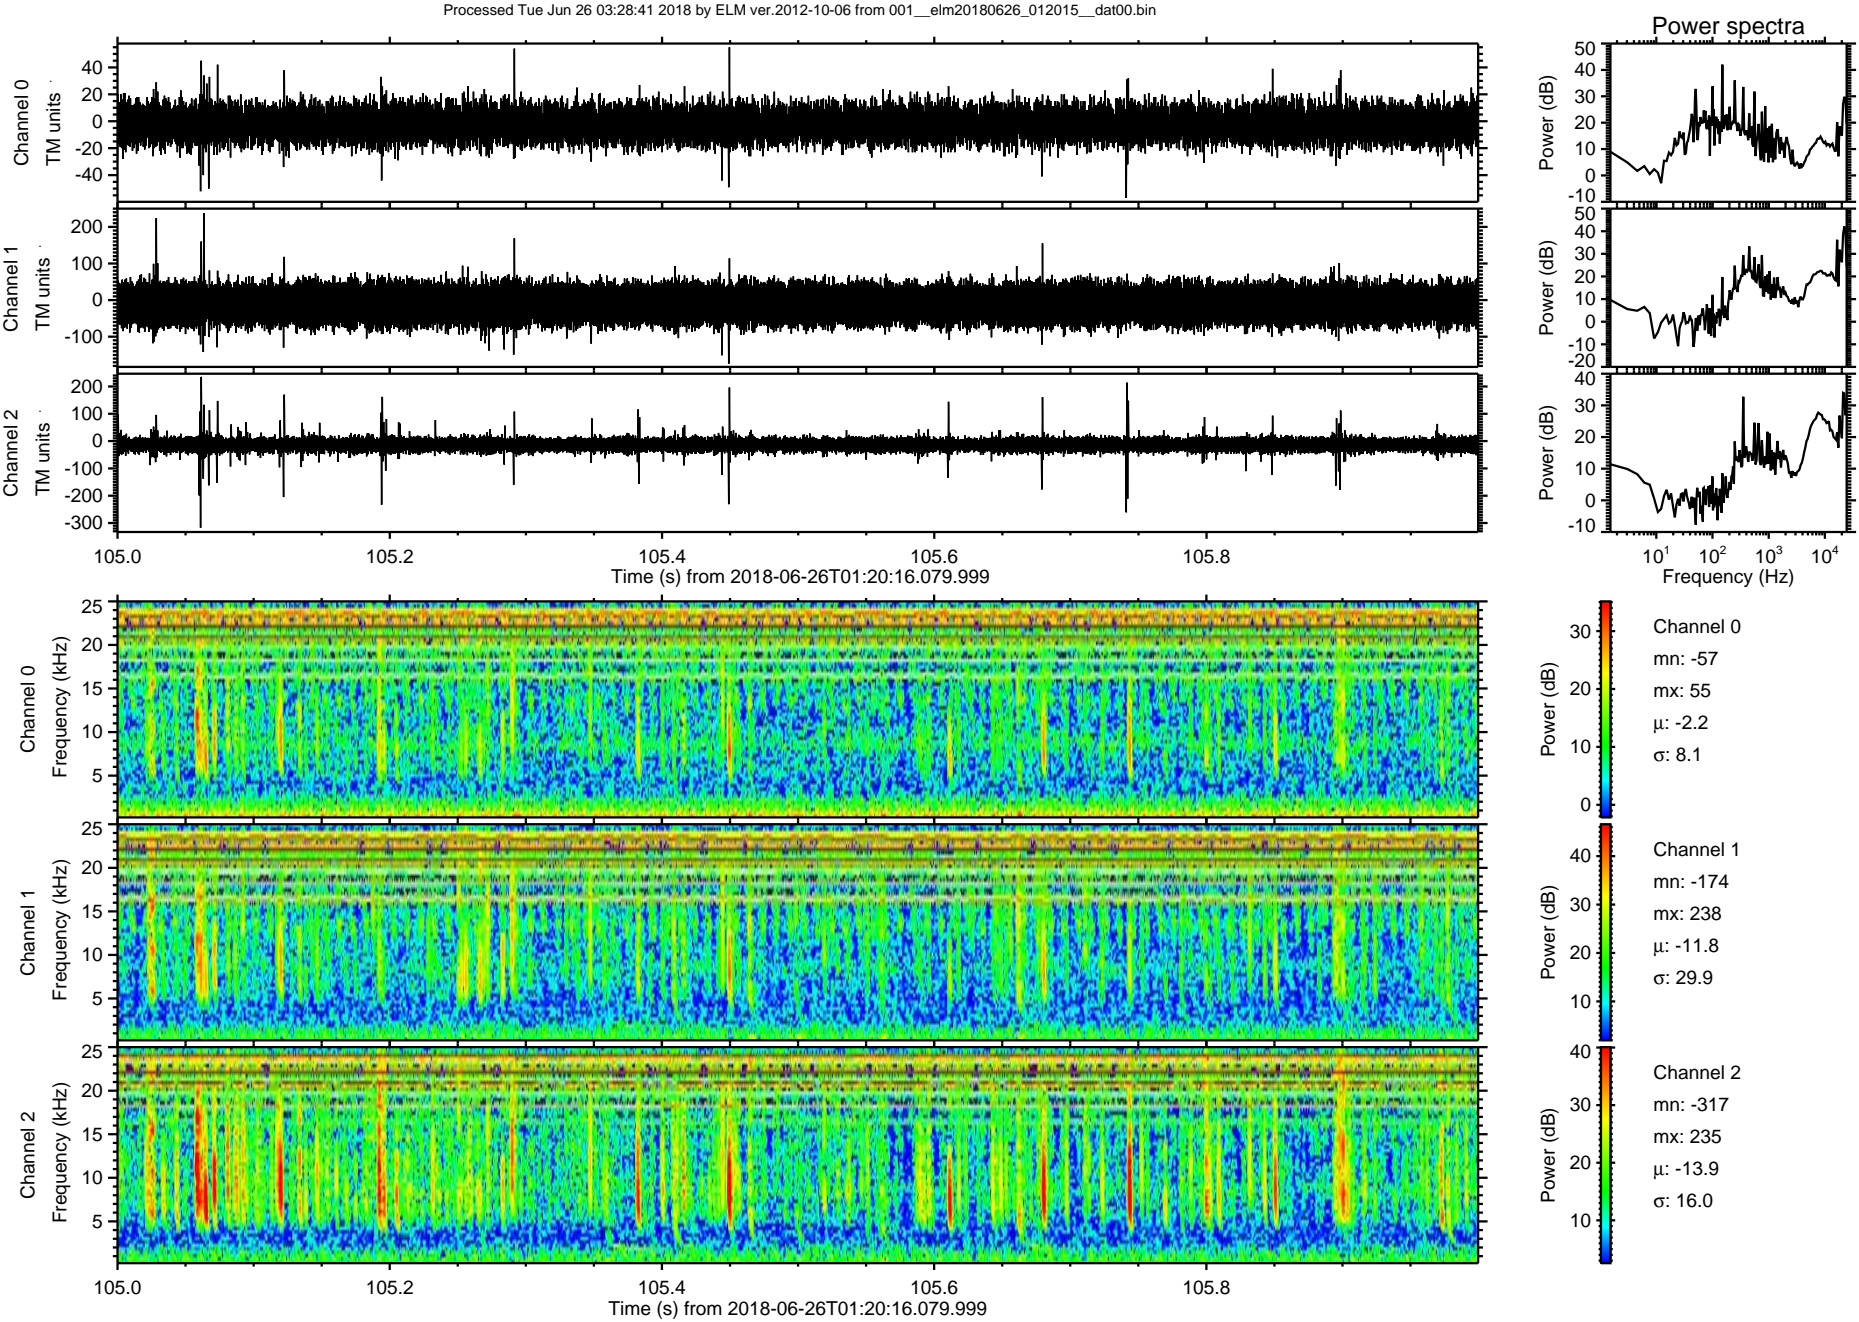 Processed Tue Jun 26 03:28:41 2018 by ELM ver.2012-10-06 from 001__elm20180626_012015__dat00.bin
Power spectra
Channel 0
TM units
40
20
0
-20
-40
Power (dB)
50
40
30
20
10
0
-10
Channel 1
TM units
200
100
0
-100
Power (dB)
50
40
30
20
10
0
-10
-20
Channel 2
TM units
200
100
0
-100
-200
-300
Power (dB)
40
30
20
10
0
-10
105.0 105.2 105.4 105.6 105.8
Time (s) from 2018-06-26T01:20:16.079.999
10^1 10^2 10^3 10^4
Frequency (Hz)
Channel 0
Frequency (kHz)
25
20
15
10
5
Power (dB)
30
20
10
0
Channel 0
mn: -57
mx: 55
µ: -2.2
σ: 8.1
Channel 1
Frequency (kHz)
25
20
15
10
5
Power (dB)
40
30
20
10
Channel 1
mn: -174
mx: 238
µ: -11.8
σ: 29.9
Channel 2
Frequency (kHz)
25
20
15
10
5
Power (dB)
40
30
20
10
Channel 2
mn: -317
mx: 235
µ: -13.9
σ: 16.0
105.0 105.2 105.4 105.6 105.8
Time (s) from 2018-06-26T01:20:16.079.999